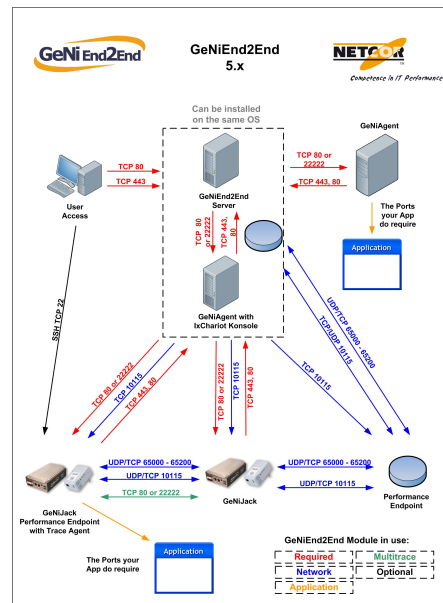 GeNi End2End
GeNiEnd2End
5.x
NETCOR
TM
Competence in IT Performance
Can be installed
on the same OS
GeNiAgent
TCP 80
TCP 443
TCP 80 or
22222
TCP 443, 80
User
Access
GeNiEnd2End
Server
The Ports
your App
do require
Application
TCP 80
or 22222
TCP 443,
80
GeNiAgent with
IxChariot Konsole
SSH TCP 22
UDP/TCP 65000 - 65200
TCP/UDP 10115
TCP 80 or 22222
TCP 10115
TCP 443, 80
TCP 80 or 22222
TCP 10115
TCP 443, 80
TCP 10115
UDP/TCP 65000 - 65200
UDP/TCP 10115
TCP 80 or 22222
UDP/TCP 65000 - 65200
UDP/TCP 10115
GeNiJack
Performance Endpoint
with Trace Agent
GeNiJack
Performance
Endpoint
The Ports your
App do require
Application
GeNiEnd2End Module in use:
Required
Multitrace
Network
Optional
Application